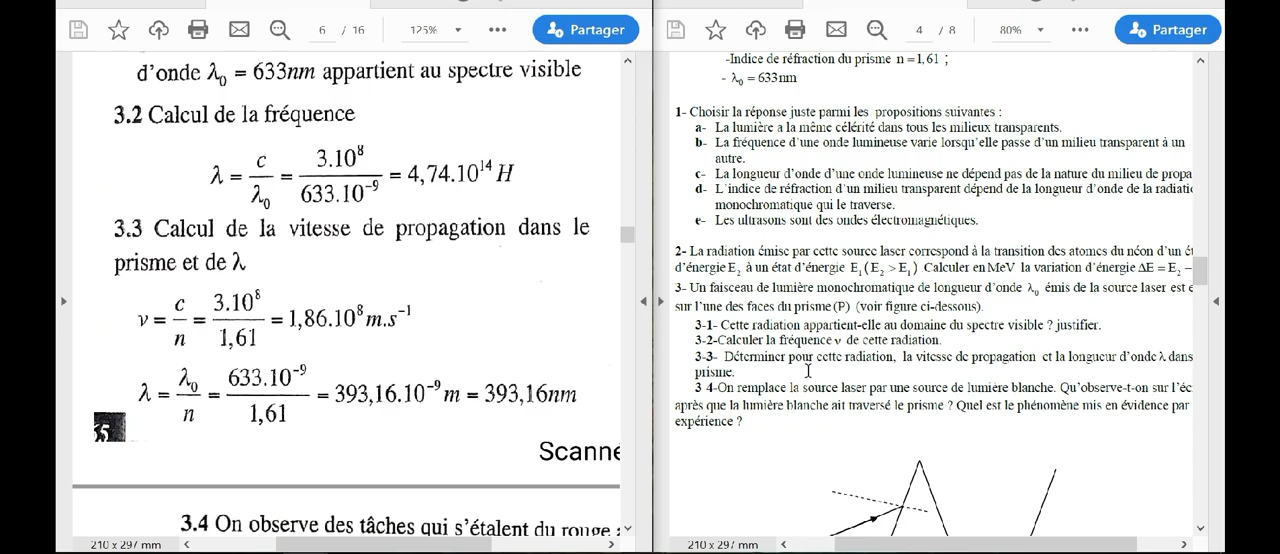 6 / 16
125%
Partager
d'onde λ₀ = 633nm appartient au spectre visible
3.2 Calcul de la fréquence
λ = c/λ₀ = 3.10⁸/633.10⁻⁹ = 4,74.10¹⁴ H
3.3 Calcul de la vitesse de propagation dans le
prisme et de λ
v = c/n = 3.10⁸/1,61 = 1,86.10⁸ m.s⁻¹
λ = λ₀/n = 633.10⁻⁹/1,61 = 393,16.10⁻⁹ m = 393,16nm
Scanne
3.4 On observe des tâches qui s'étalent du rouge
210 x 297 mm
4 / 8
80%
Partager
-Indice de réfraction du prisme n = 1,61 ;
- λ₀ = 633nm
1- Choisir la réponse juste parmi les propositions suivantes :
a- La lumière a la même célérité dans tous les milieux transparents.
b- La fréquence d'une onde lumineuse varie lorsqu'elle passe d'un milieu transparent à un
autre.
c- La longueur d'onde d'une onde lumineuse ne dépend pas de la nature du milieu de propa
d- L'indice de réfraction d'un milieu transparent dépend de la longueur d'onde de la radiati
monochromatique qui le traverse.
e- Les ultrasons sont des ondes électromagnétiques.
2- La radiation émise par cette source laser correspond à la transition des atomes du néon d'un ét
d'énergie E₂ à un état d'énergie E₁(E₂ > E₁) .Calculer en MeV la variation d'énergie ΔE = E₂ −
3- Un faisceau de lumière monochromatique de longueur d'onde λ₀ émis de la source laser est e
sur l'une des faces du prisme (P) (voir figure ci-dessous).
3-1- Cette radiation appartient-elle au domaine du spectre visible ? justifier.
3-2-Calculer la fréquence ν de cette radiation.
3-3- Déterminer pour cette radiation, la vitesse de propagation et la longueur d'onde λ dans
prisme.
3 4-On remplace la source laser par une source de lumière blanche. Qu'observe-t-on sur l'éc
après que la lumière blanche ait traversé le prisme ? Quel est le phénomène mis en évidence par
expérience ?
210 x 297 mm